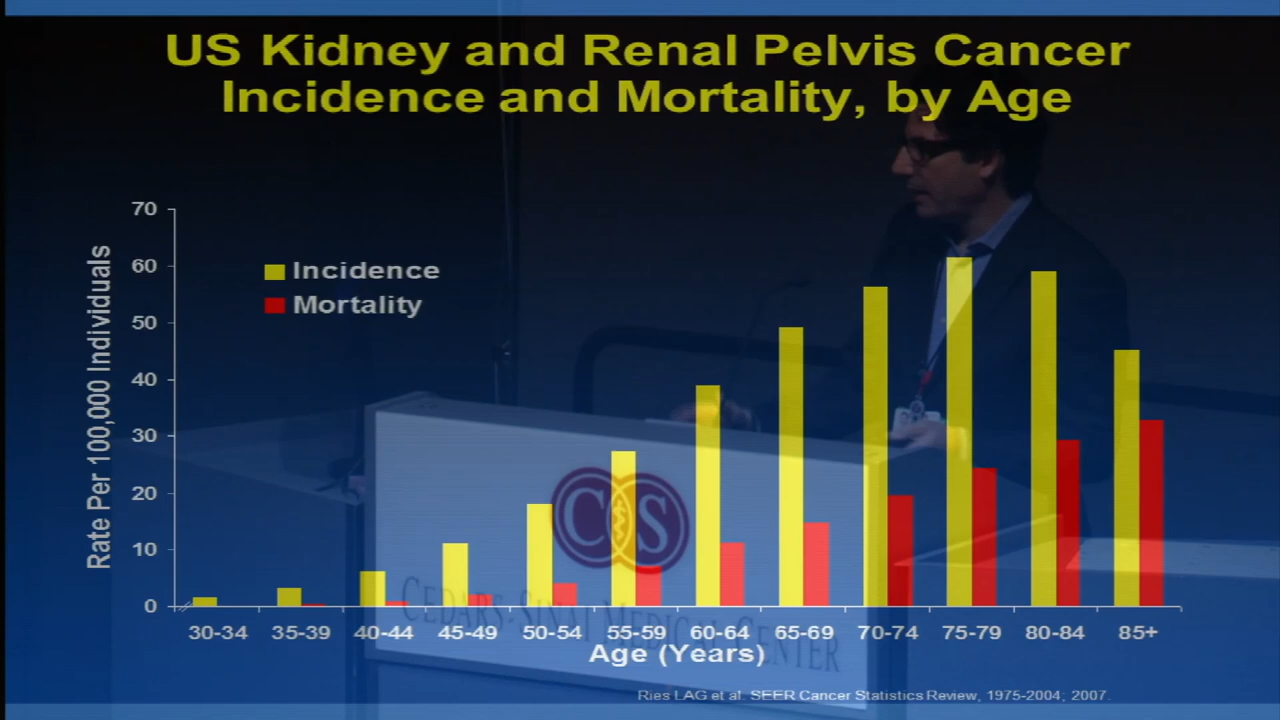 US Kidney and Renal Pelvis Cancer
Incidence and Mortality, by Age
Rate Per 100,000 Individuals
70
60
50
40
30
20
10
0
Incidence
Mortality
CS
CEDARS-SINAI MEDICAL CENTER
30-34 35-39 40-44 45-49 50-54 55-59 60-64 65-69 70-74 75-79 80-84 85+
Age (Years)
Ries LAG et al. SEER Cancer Statistics Review, 1975-2004; 2007.